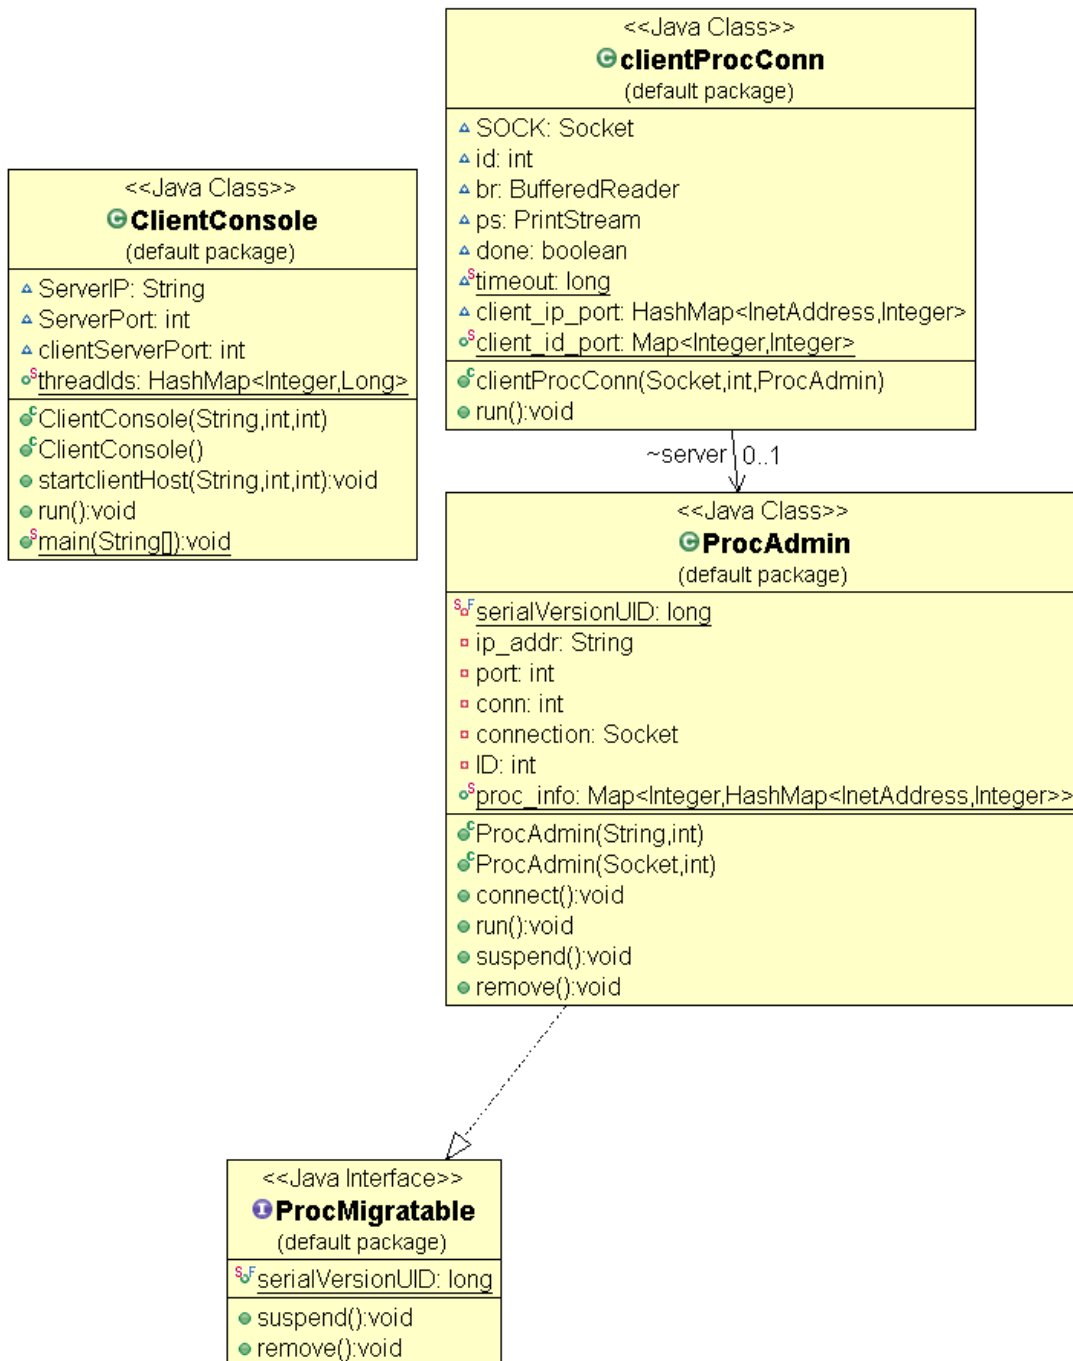 <<Java Class>>
clientProcConn
(default package)
SOCK: Socket
id: int
br: BufferedReader
ps: PrintStream
done: boolean
timeout: long
client_ip_port: HashMap<InetAddress,Integer>
client_id_port: Map<Integer,Integer>
clientProcConn(Socket,int,ProcAdmin)
run():void
<<Java Class>>
ClientConsole
(default package)
ServerIP: String
ServerPort: int
clientServerPort: int
threadIds: HashMap<Integer,Long>
ClientConsole(String,int,int)
ClientConsole()
startclientHost(String,int,int):void
run():void
main(String[]):void
~server 0..1
<<Java Class>>
ProcAdmin
(default package)
serialVersionUID: long
ip_addr: String
port: int
conn: int
connection: Socket
ID: int
proc_info: Map<Integer,HashMap<InetAddress,Integer>>
ProcAdmin(String,int)
ProcAdmin(Socket,int)
connect():void
run():void
suspend():void
remove():void
<<Java Interface>>
ProcMigratable
(default package)
serialVersionUID: long
suspend():void
remove():void